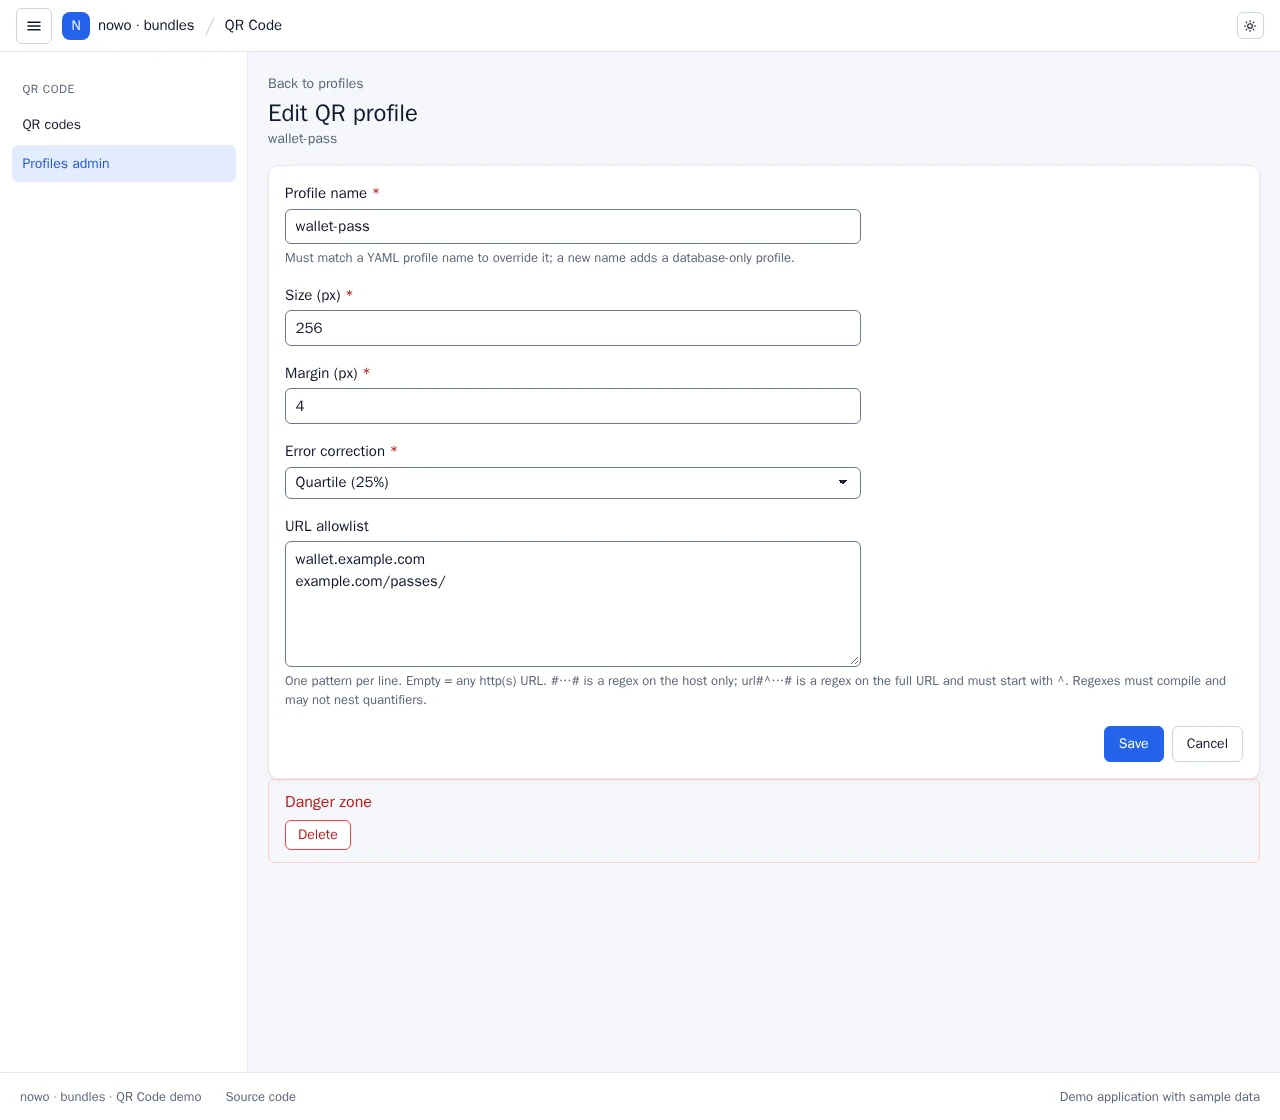 N nowo · bundles / QR Code
QR CODE
QR codes
Profiles admin
Back to profiles
Edit QR profile
wallet-pass
Profile name *
wallet-pass
Must match a YAML profile name to override it; a new name adds a database-only profile.
Size (px) *
256
Margin (px) *
4
Error correction *
Quartile (25%)
URL allowlist
wallet.example.com
example.com/passes/
One pattern per line. Empty = any http(s) URL. #···# is a regex on the host only; url#^···# is a regex on the full URL and must start with ^. Regexes must compile and
may not nest quantifiers.
Save Cancel
Danger zone
Delete
nowo · bundles · QR Code demo Source code Demo application with sample data